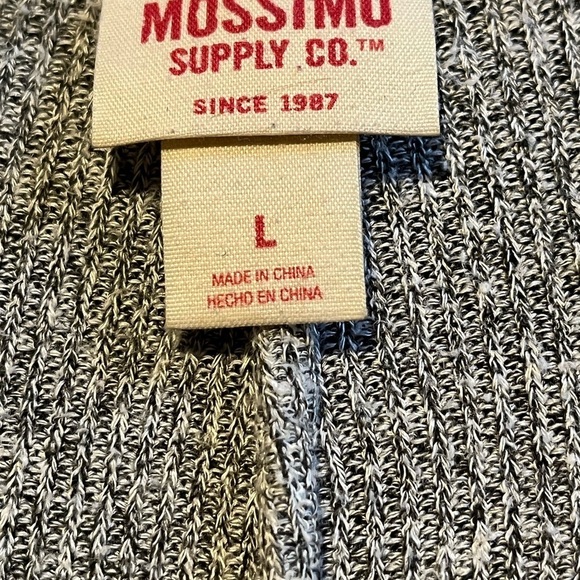 MOSSIMO
SUPPLY CO.™
SINCE 1987
L
MADE IN CHINA
HECHO EN CHINA